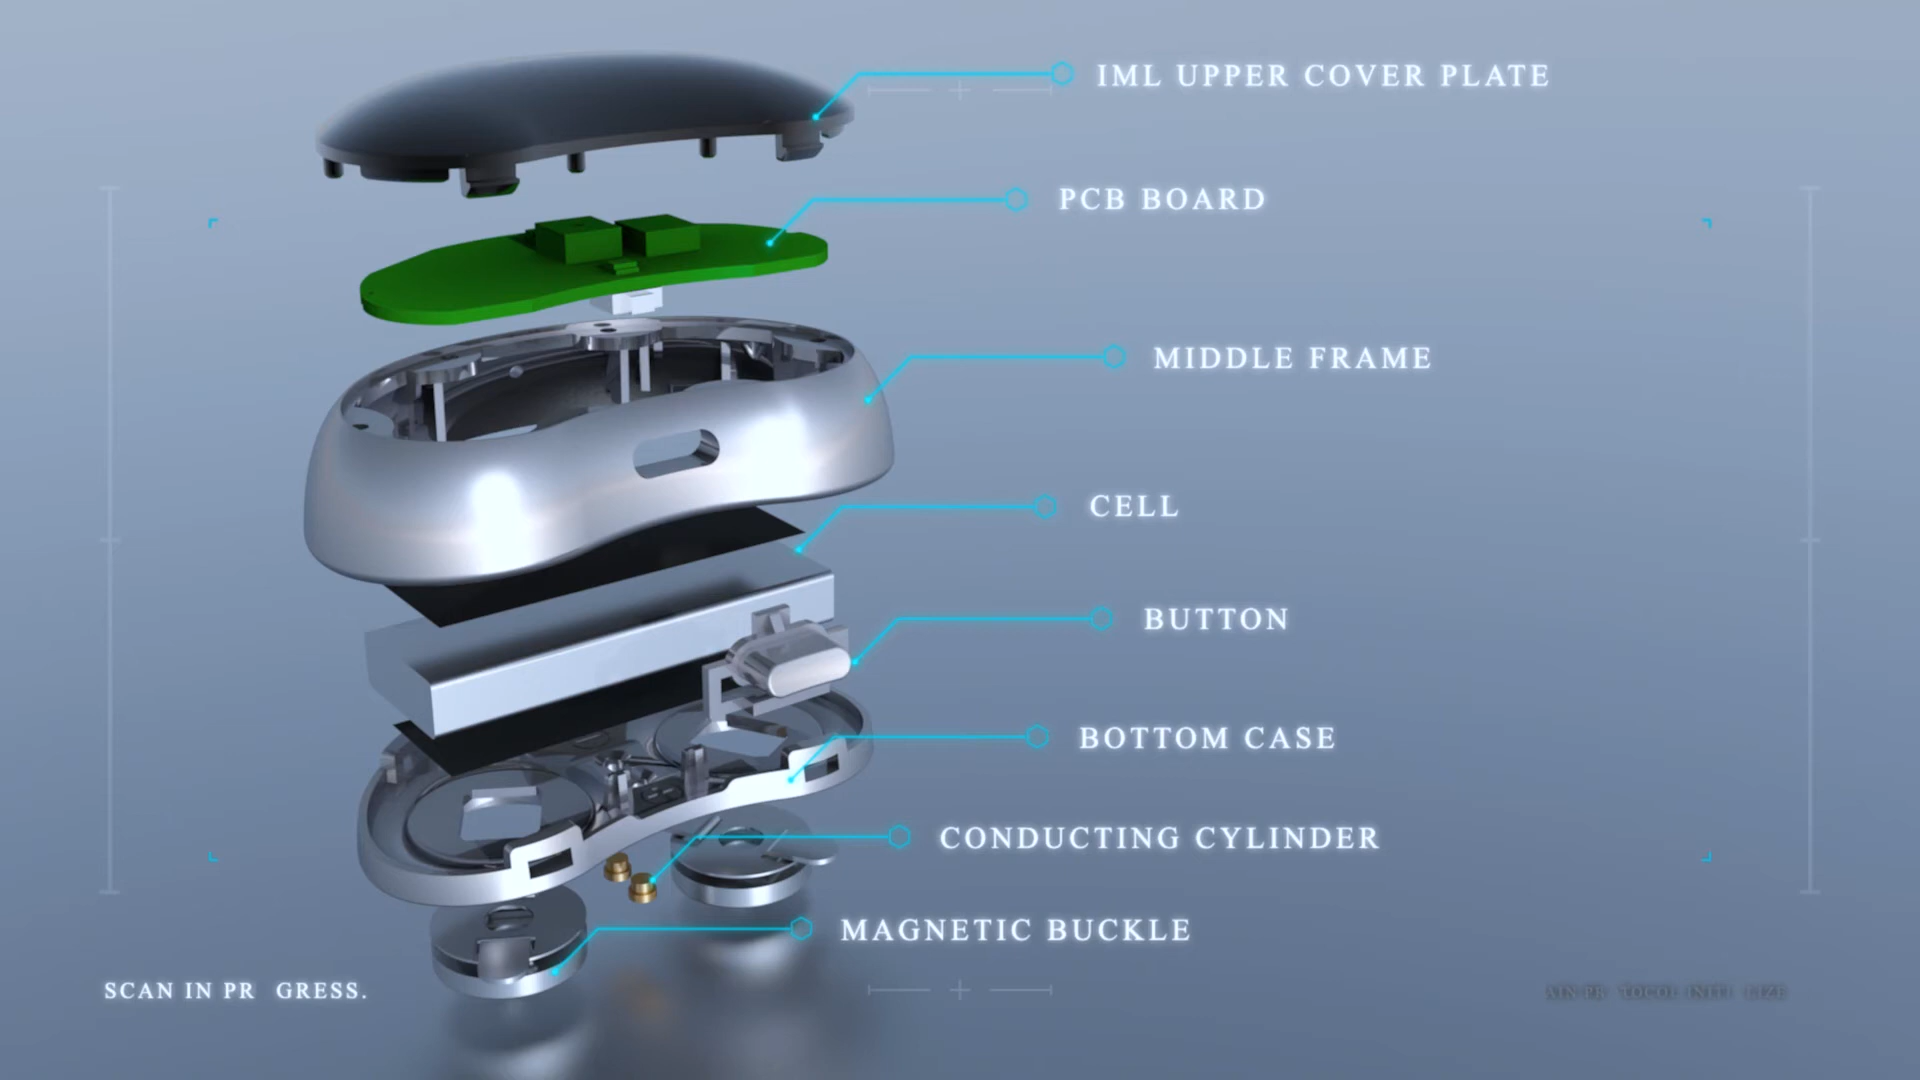 IML UPPER COVER PLATE
PCB BOARD
MIDDLE FRAME
CELL
BUTTON
BOTTOM CASE
CONDUCTING CYLINDER
MAGNETIC BUCKLE
SCAN IN PR GRESS.